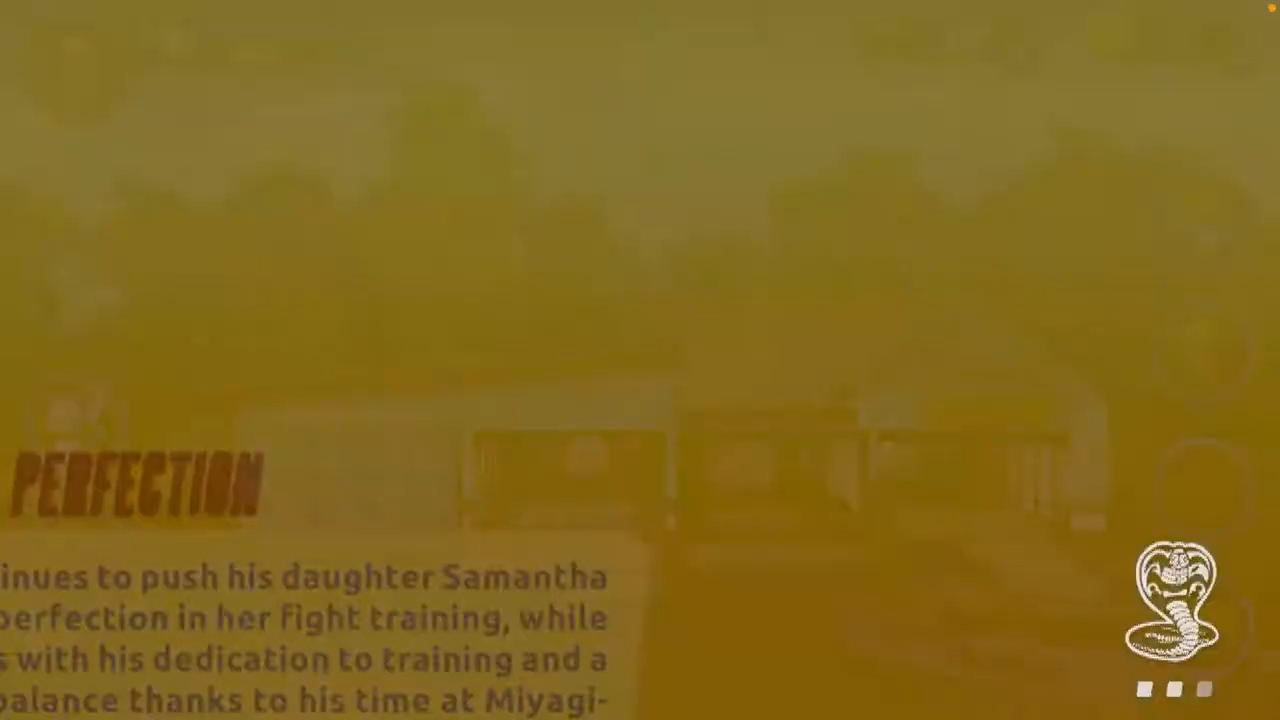 PERFECTION
inues to push his daughter Samantha
perfection in her fight training, while
s with his dedication to training and a
balance thanks to his time at Miyagi-